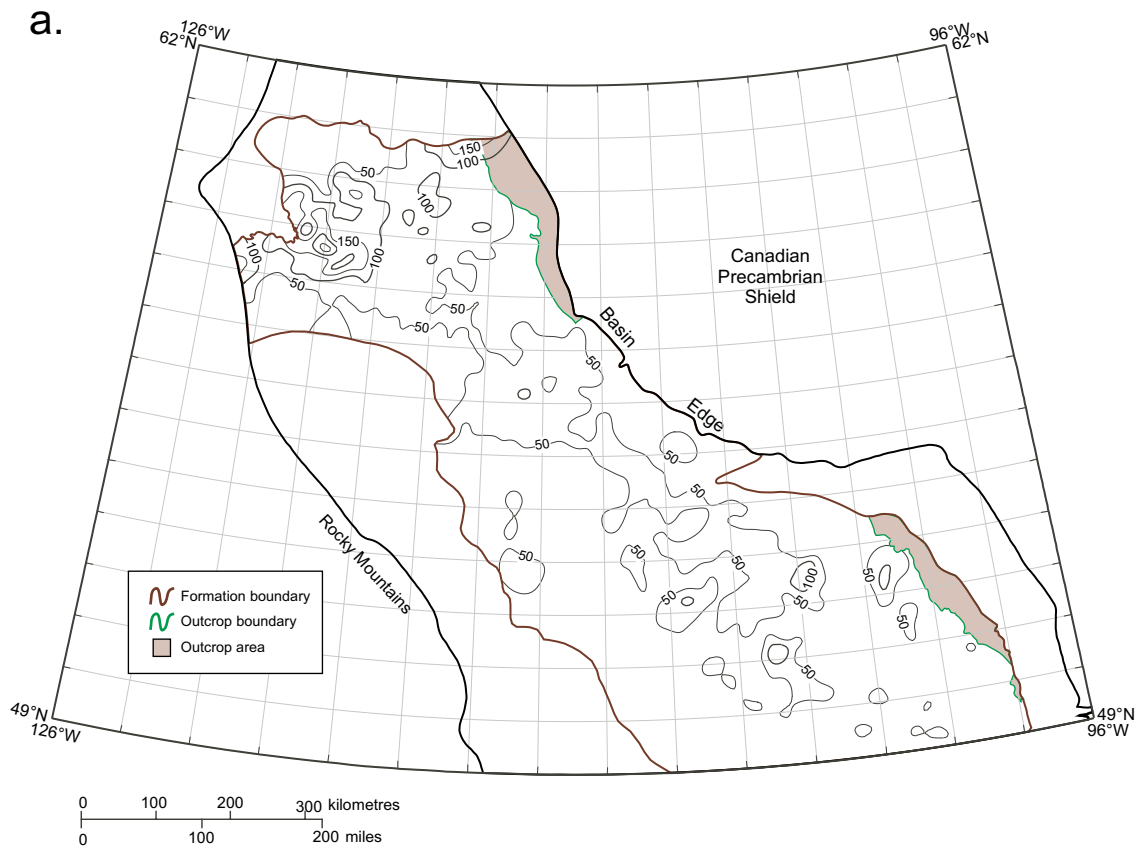 a.
126°W
62°N
96°W
62°N
150
100
50
100
150
100
100
50
50
50
Canadian
Precambrian
Shield
Basin
50
Edge
50
50
50
Rocky Mountains
50
50
50
50
100
50
50
50
50
Formation boundary
Outcrop boundary
Outcrop area
49°N
126°W
49°N
96°W
0 100 200 300 kilometres
0 100 200 miles